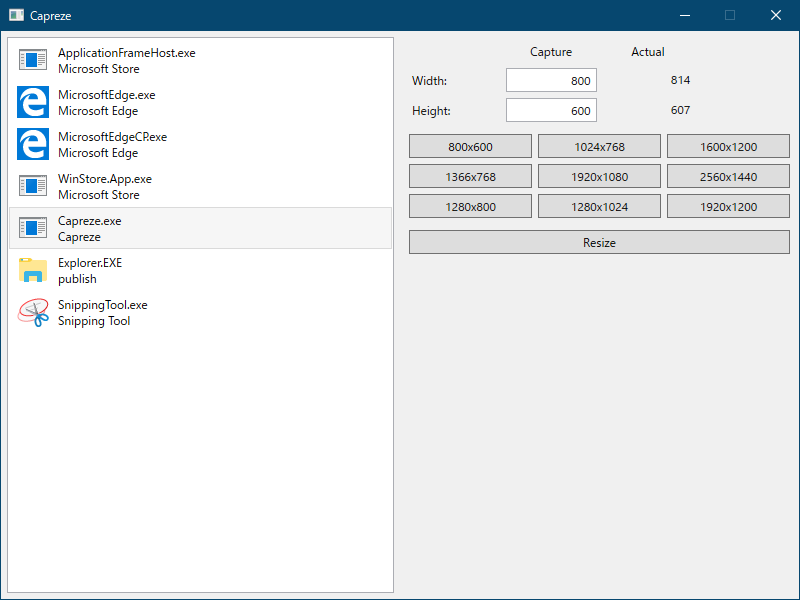 Capreze
ApplicationFrameHost.exe
Microsoft Store
MicrosoftEdge.exe
Microsoft Edge
MicrosoftEdgeCP.exe
Microsoft Edge
WinStore.App.exe
Microsoft Store
Capreze.exe
Capreze
Explorer.EXE
publish
SnippingTool.exe
Snipping Tool
Capture Actual
Width: 800 814
Height: 600 607
800x600 1024x768 1600x1200
1366x768 1920x1080 2560x1440
1280x800 1280x1024 1920x1200
Resize